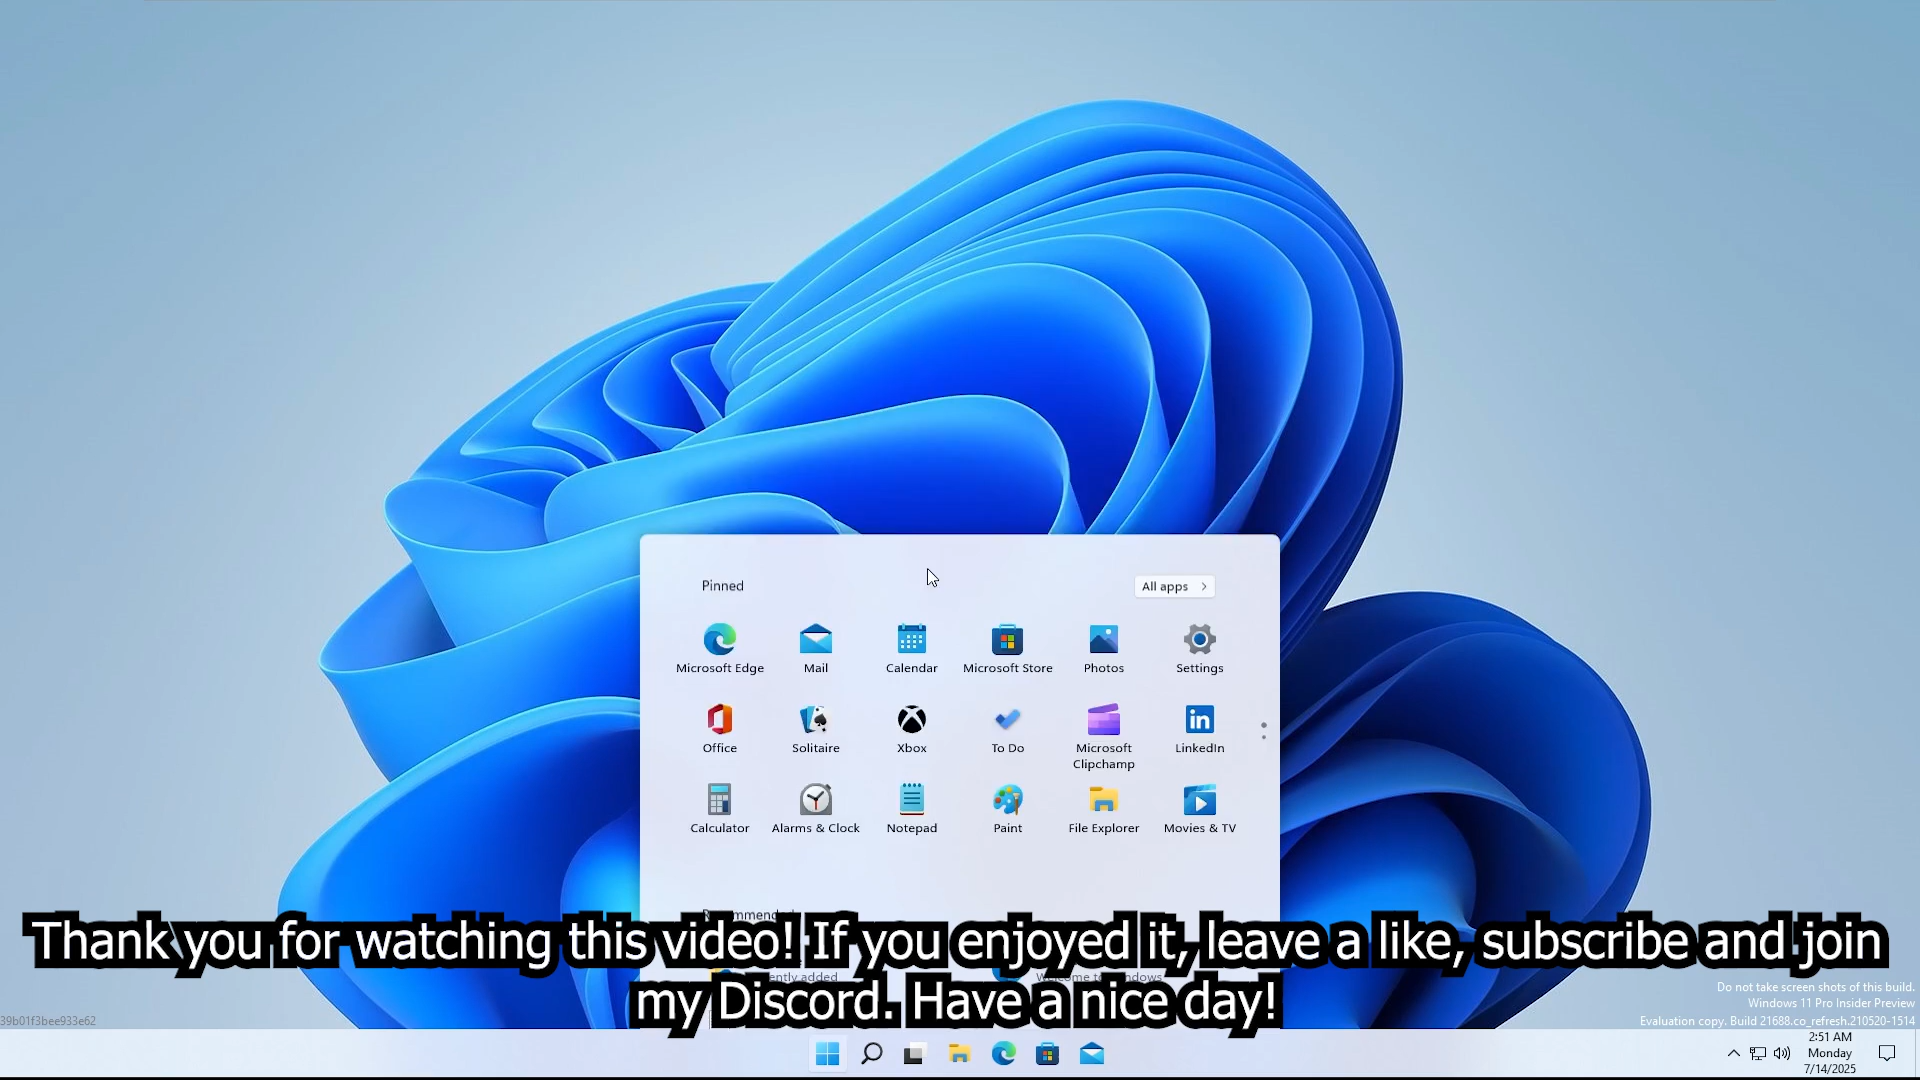 Pinned
All apps
Microsoft Edge
Mail
Calendar
Microsoft Store
Photos
Settings
Office
Solitaire
Xbox
To Do
Microsoft
Clipchamp
LinkedIn
Calculator
Alarms & Clock
Notepad
Paint
File Explorer
Movies & TV
Thank you for watching this video! If you enjoyed it, leave a like, subscribe and join
added
my Discord. Have a nice day!
Do not take screen shots of this build.
Windows 11 Pro Insider Preview
Evaluation copy. Build 21688.co_refresh.210520-1514
39b01f3bee933e62
2:51 AM
Monday
7/14/2025